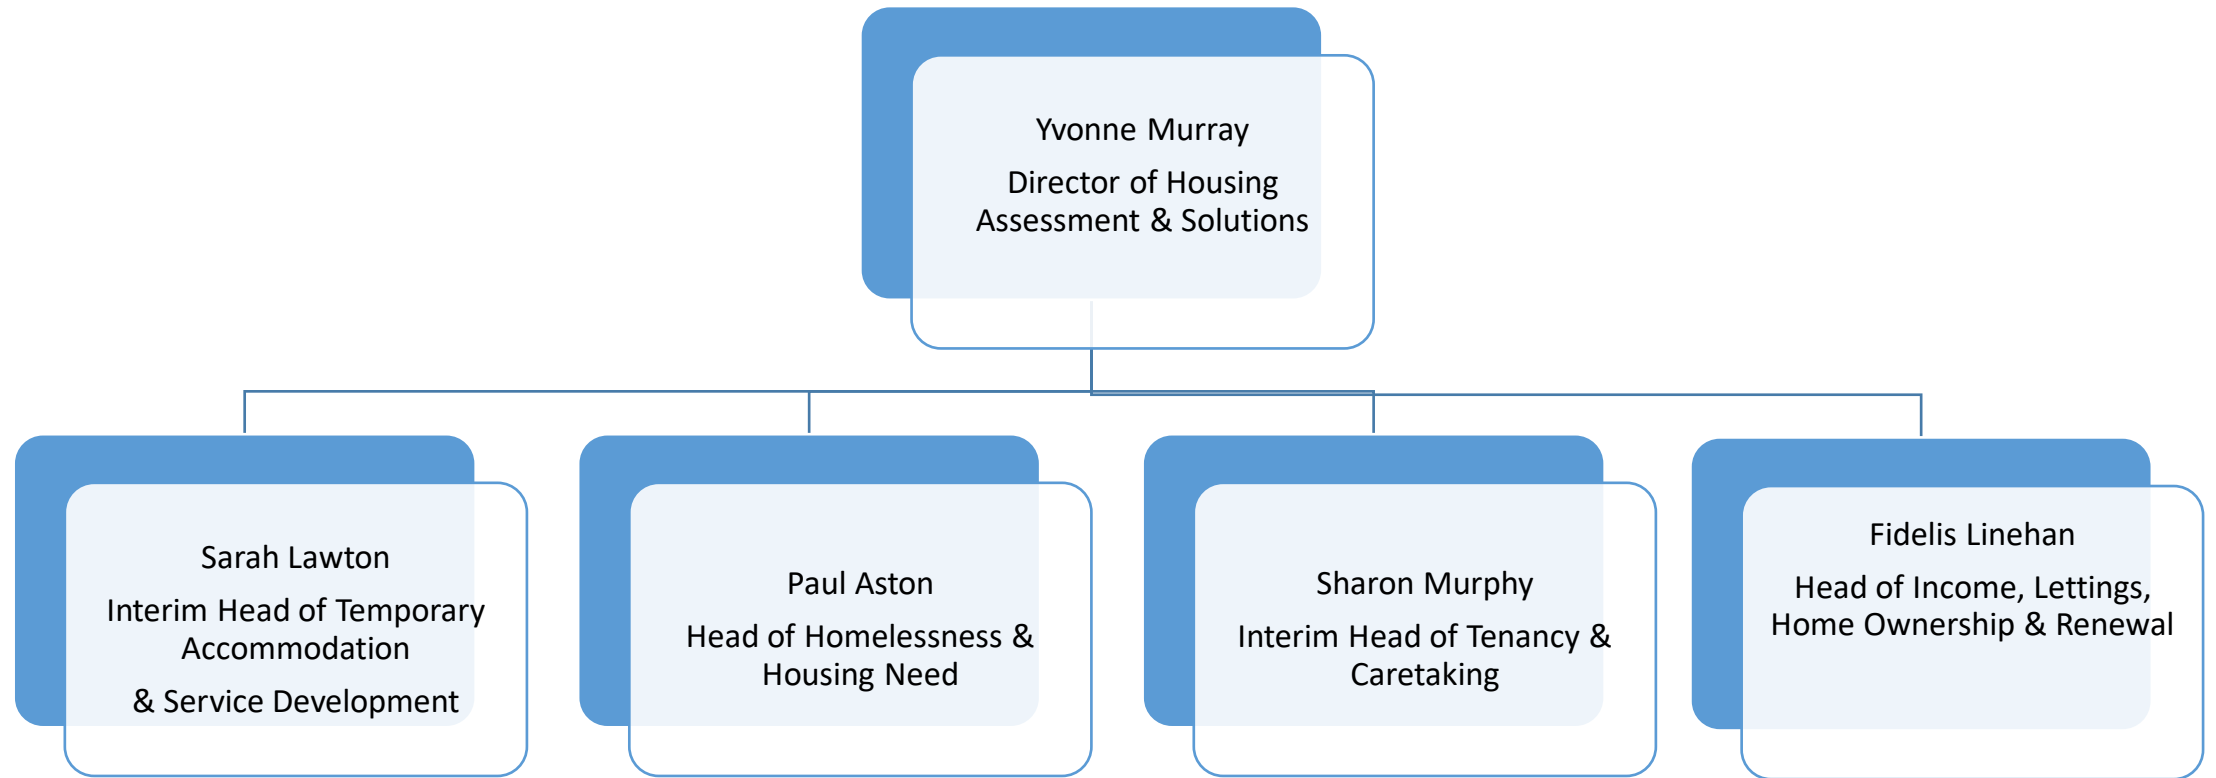 Yvonne Murray
Director of Housing
Assessment & Solutions
Sarah Lawton
Interim Head of Temporary
Accommodation
& Service Development
Paul Aston
Head of Homelessness &
Housing Need
Sharon Murphy
Interim Head of Tenancy &
Caretaking
Fidelis Linehan
Head of Income, Lettings,
Home Ownership & Renewal